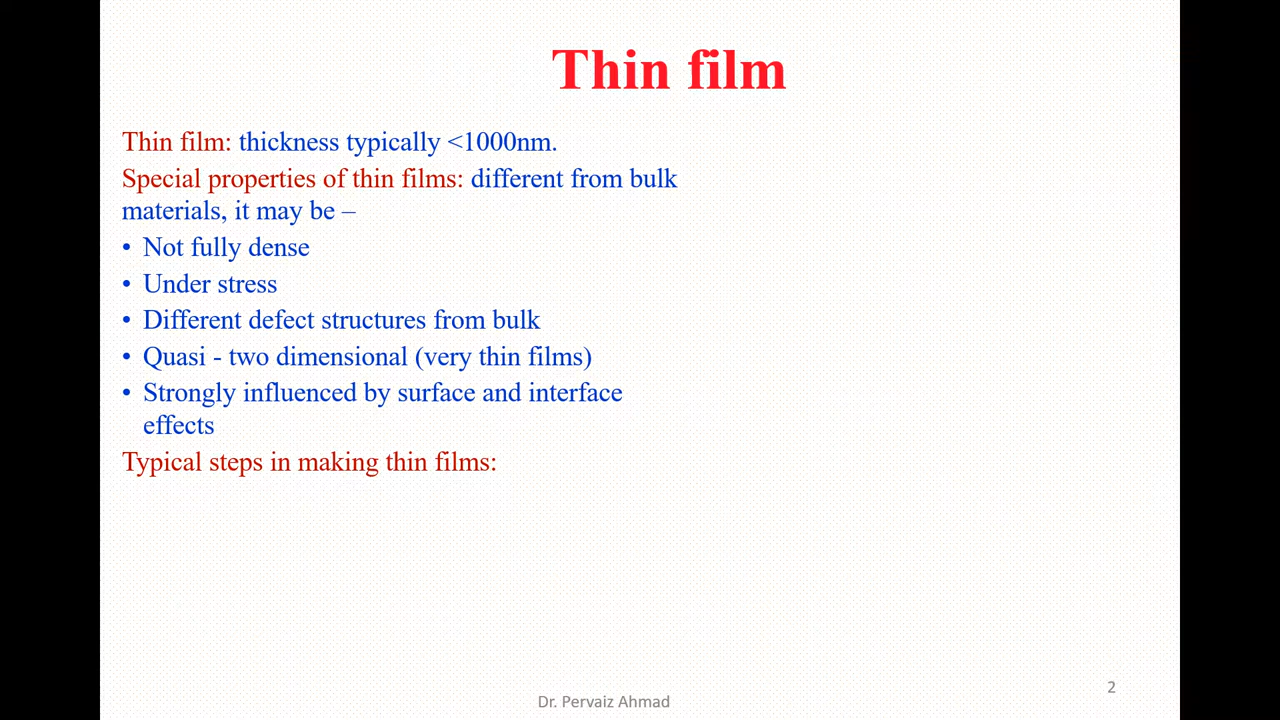 Thin film
Thin film: thickness typically <1000nm.
Special properties of thin films: different from bulk
materials, it may be –
• Not fully dense
• Under stress
• Different defect structures from bulk
• Quasi - two dimensional (very thin films)
• Strongly influenced by surface and interface
effects
Typical steps in making thin films:
Dr. Pervaiz Ahmad
2